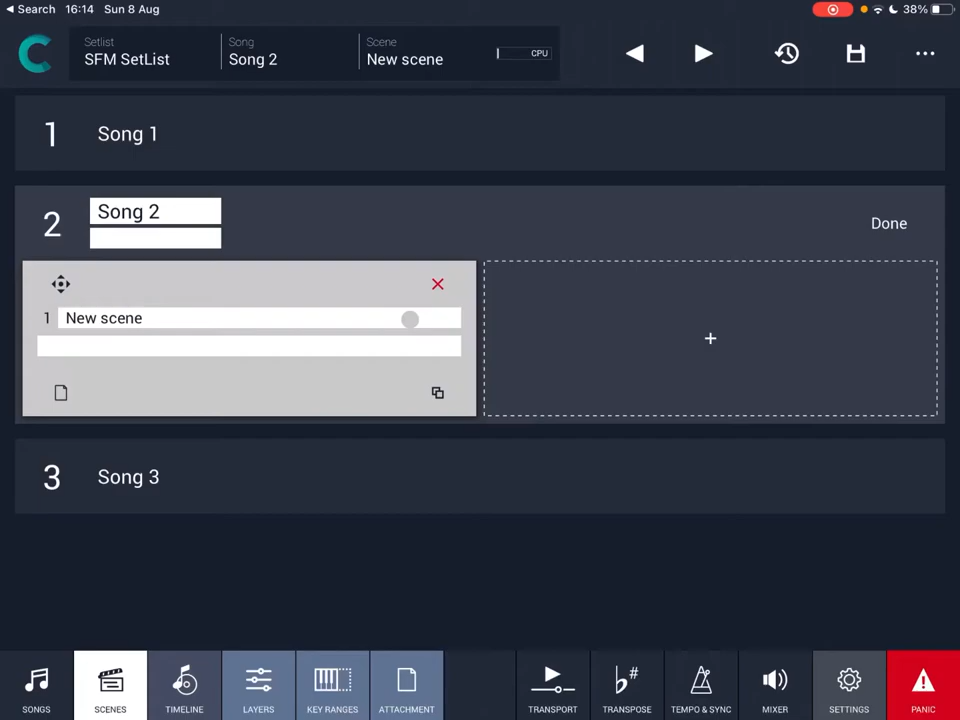 Search 16:14 Sun 8 Aug 38%
Setlist Song Scene
SFM SetList Song 2 New scene CPU
1 Song 1
2 Song 2
Done
1 New scene
+
3 Song 3
SONGS SCENES TIMELINE LAYERS KEY RANGES ATTACHMENT TRANSPORT TRANSPOSE TEMPO & SYNC MIXER SETTINGS PANIC